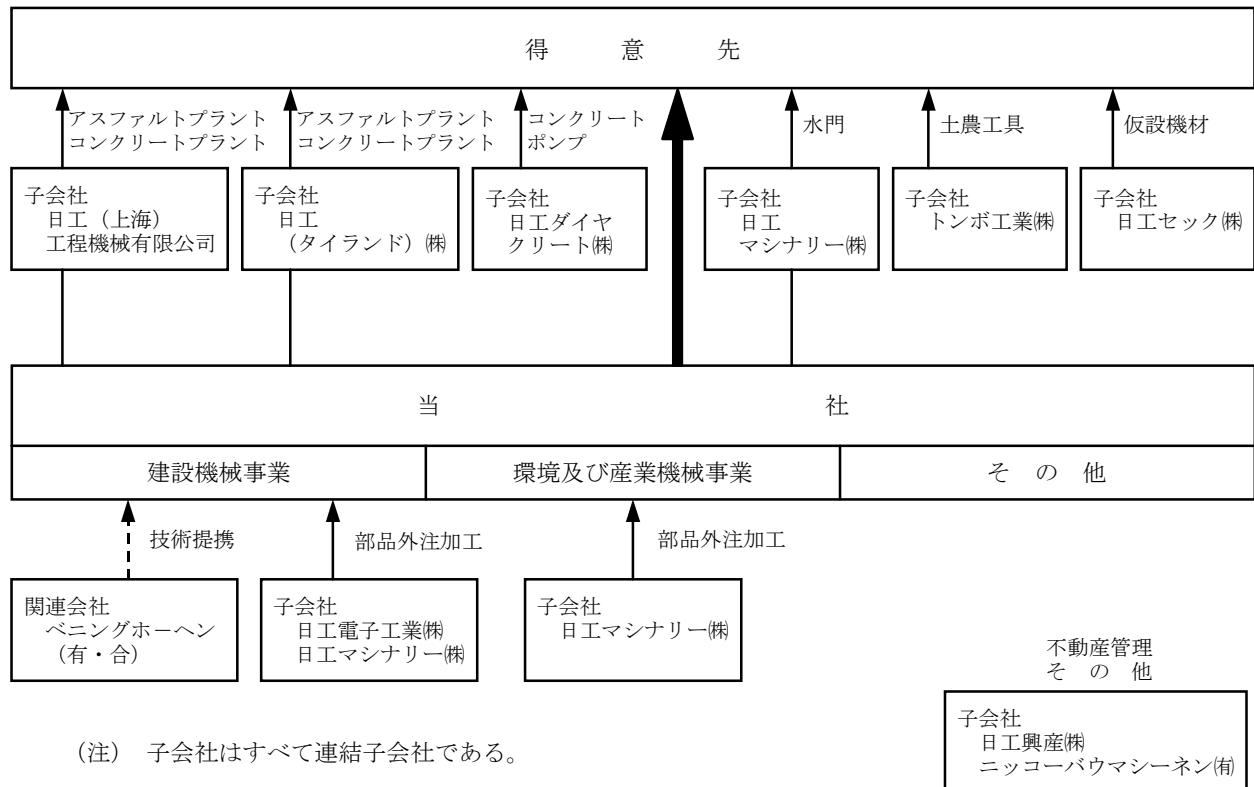 得 意 先
アスファルトプラント
コンクリートプラント
アスファルトプラント
コンクリートプラント
コンクリート
ポンプ
水門
土農工具
仮設機材
子会社
日工（上海）
工程機械有限公司
子会社
日工
（タイランド）㈱
子会社
日工ダイヤ
クリート㈱
子会社
日工
マシナリー㈱
子会社
トンボ工業㈱
子会社
日工セック㈱
当 社
建設機械事業
環境及び産業機械事業
そ の 他
技術提携
部品外注加工
部品外注加工
関連会社
ベニングホーヘン
（有・合）
子会社
日工電子工業㈱
日工マシナリー㈱
子会社
日工マシナリー㈱
不動産管理
そ の 他
子会社
日工興産㈱
ニッコーバウマシーネン㈲
（注） 子会社はすべて連結子会社である。